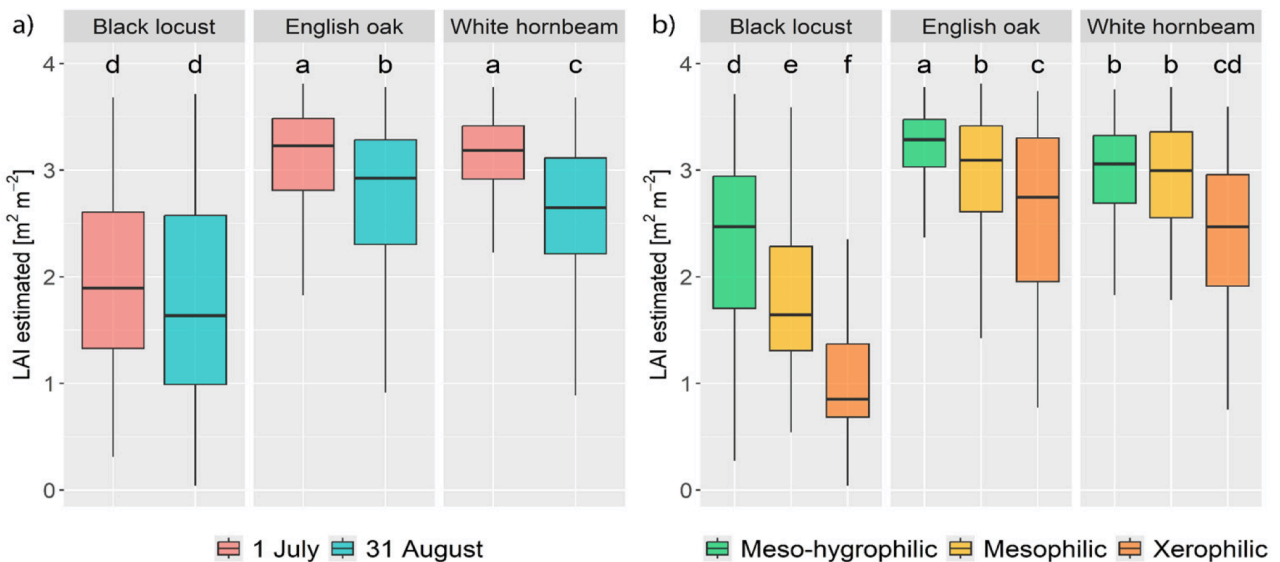 a)
Black locust English oak White hornbeam
d d a b a c
4
3
2
1
0
LAI estimated [m² m⁻²]
1 July 31 August
b)
Black locust English oak White hornbeam
d e f a b c b b cd
4
3
2
1
0
LAI estimated [m² m⁻²]
Meso-hygrophilic Mesophilic Xerophilic